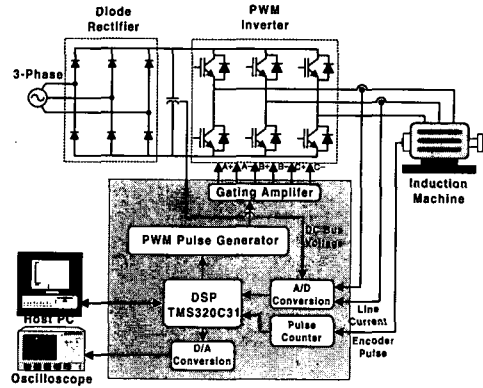 Diode
Rectifier
PWM
Inverter
3-Phase
A+ A- B+ B- C+ C-
Gating Amplifer
Induction
Machine
DC Bus
Voltage
PWM Pulse Generator
DSP
TMS320C31
A/D
Conversion
Line
Current
Pulse
Counter
Encoder
Pulse
Host PC
D/A
Conversion
Oscilloscope